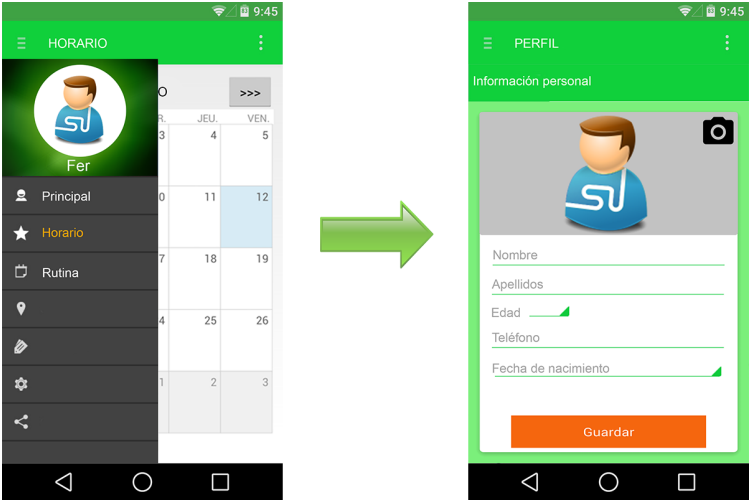 9:45
HORARIO
O
>>>
R.
JEU.
VEN.
3
4
5
0
11
12
7
18
19
4
25
26
1
2
3
Fer
Principal
Horario
Rutina
9:45
PERFIL
Información personal
Nombre
Apellidos
Edad
Teléfono
Fecha de nacimiento
Guardar